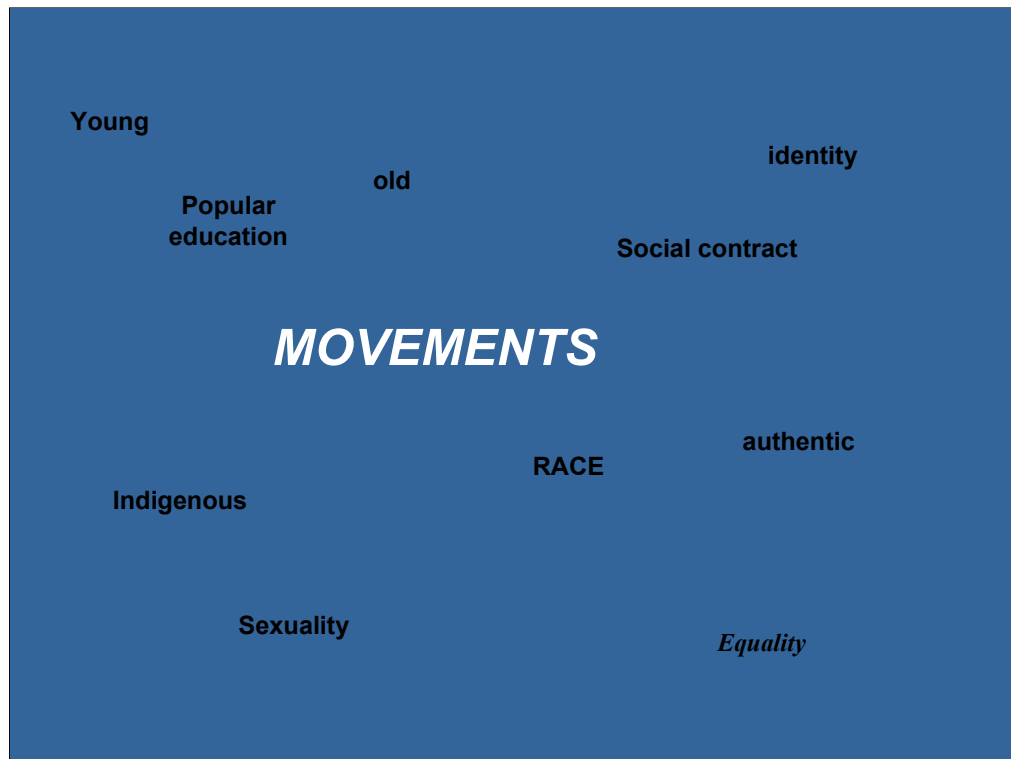 Young
identity
old
Popular
education
Social contract
MOVEMENTS
authentic
RACE
Indigenous
Sexuality
Equality